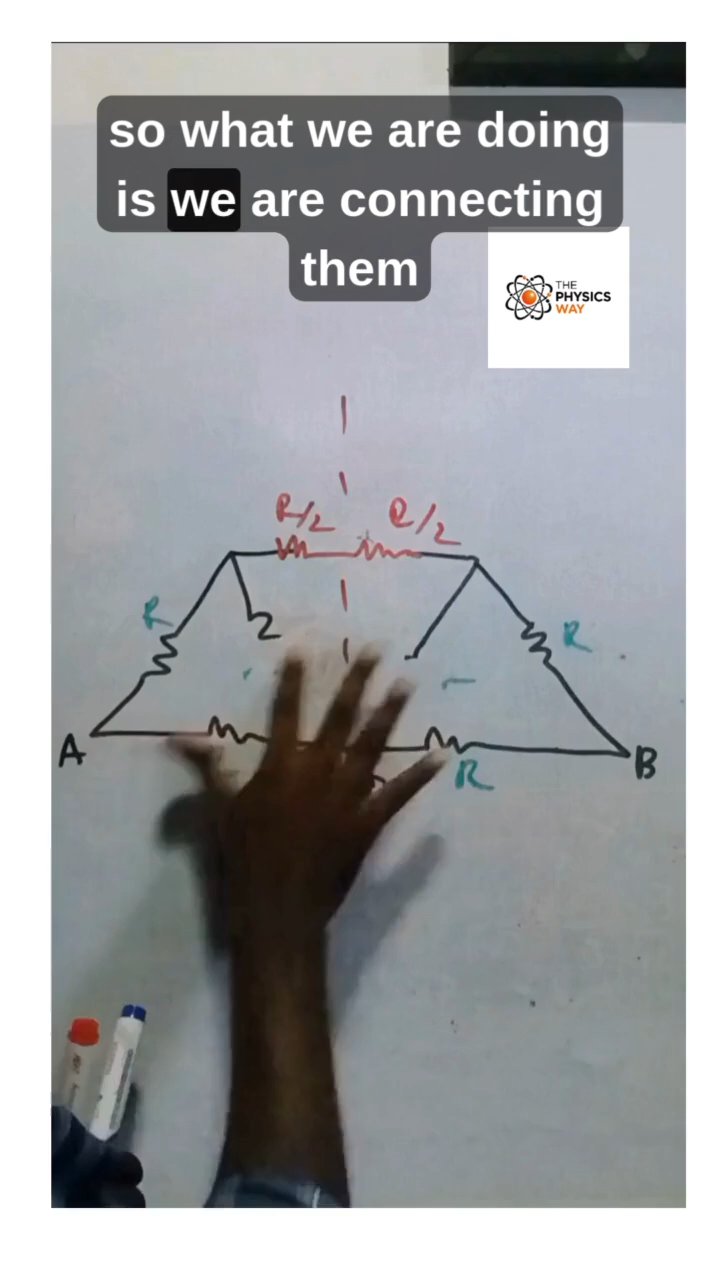 so what we are doing
is we are connecting
them
THE
PHYSICS
WAY
R/2 R/2
R R
A B
R